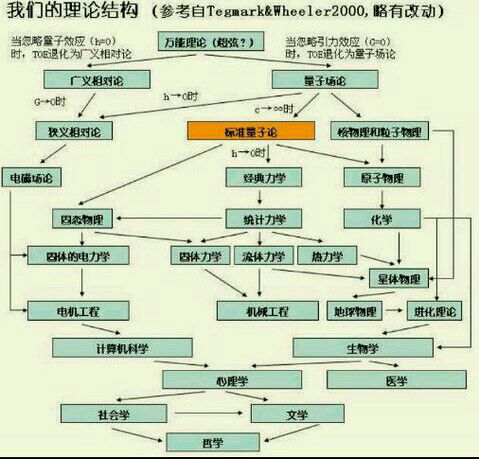 我们的理论结构 (参考自Tegmark&Wheeler2000,略有改动)
当忽略量子效应（h=0）
时，TOE退化为广义相对论
万能理论（超弦？）
当忽略引力效应（G=0）
时，TOE退化为量子场论
广义相对论
量子场论
G→0时
h→0时
c→∞时
狭义相对论
标准量子论
核物理和粒子物理
h→0时
电磁场论
经典力学
原子物理
固态物理
统计力学
化学
固体的电力学
固体力学
流体力学
热力学
星体物理
电机工程
机械工程
地球物理
进化理论
计算机科学
生物学
心理学
医学
社会学
文学
哲学